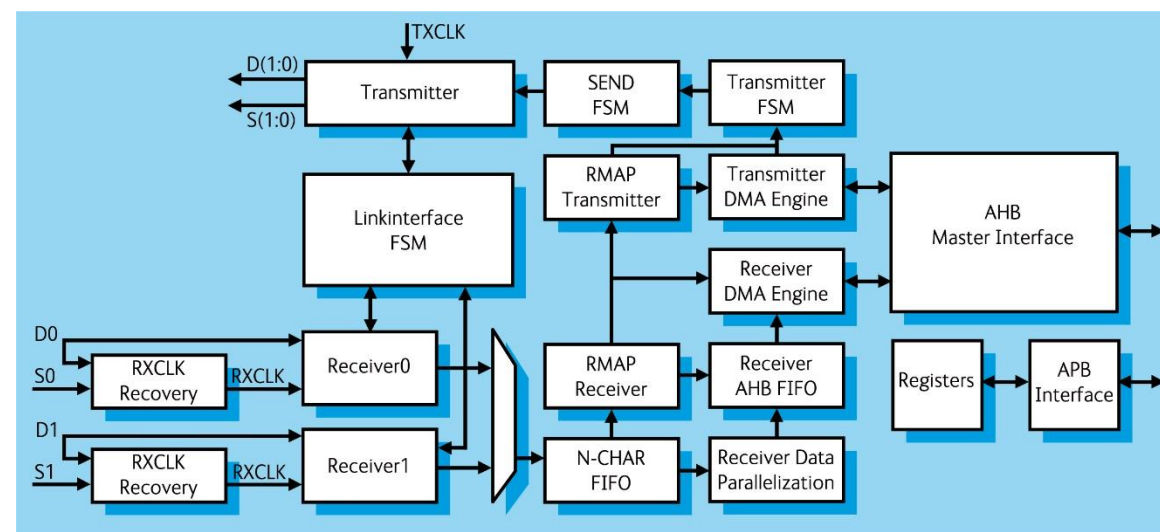 TXCLK
D(1:0)
S(1:0)
Transmitter
SEND
FSM
Transmitter
FSM
RMAP
Transmitter
Transmitter
DMA Engine
AHB
Master Interface
Linkinterface
FSM
Receiver
DMA Engine
D0
S0
RXCLK
Recovery
RXCLK
Receiver0
RMAP
Receiver
Receiver
AHB FIFO
Registers
APB
Interface
D1
S1
RXCLK
Recovery
RXCLK
Receiver1
N-CHAR
FIFO
Receiver Data
Parallelization